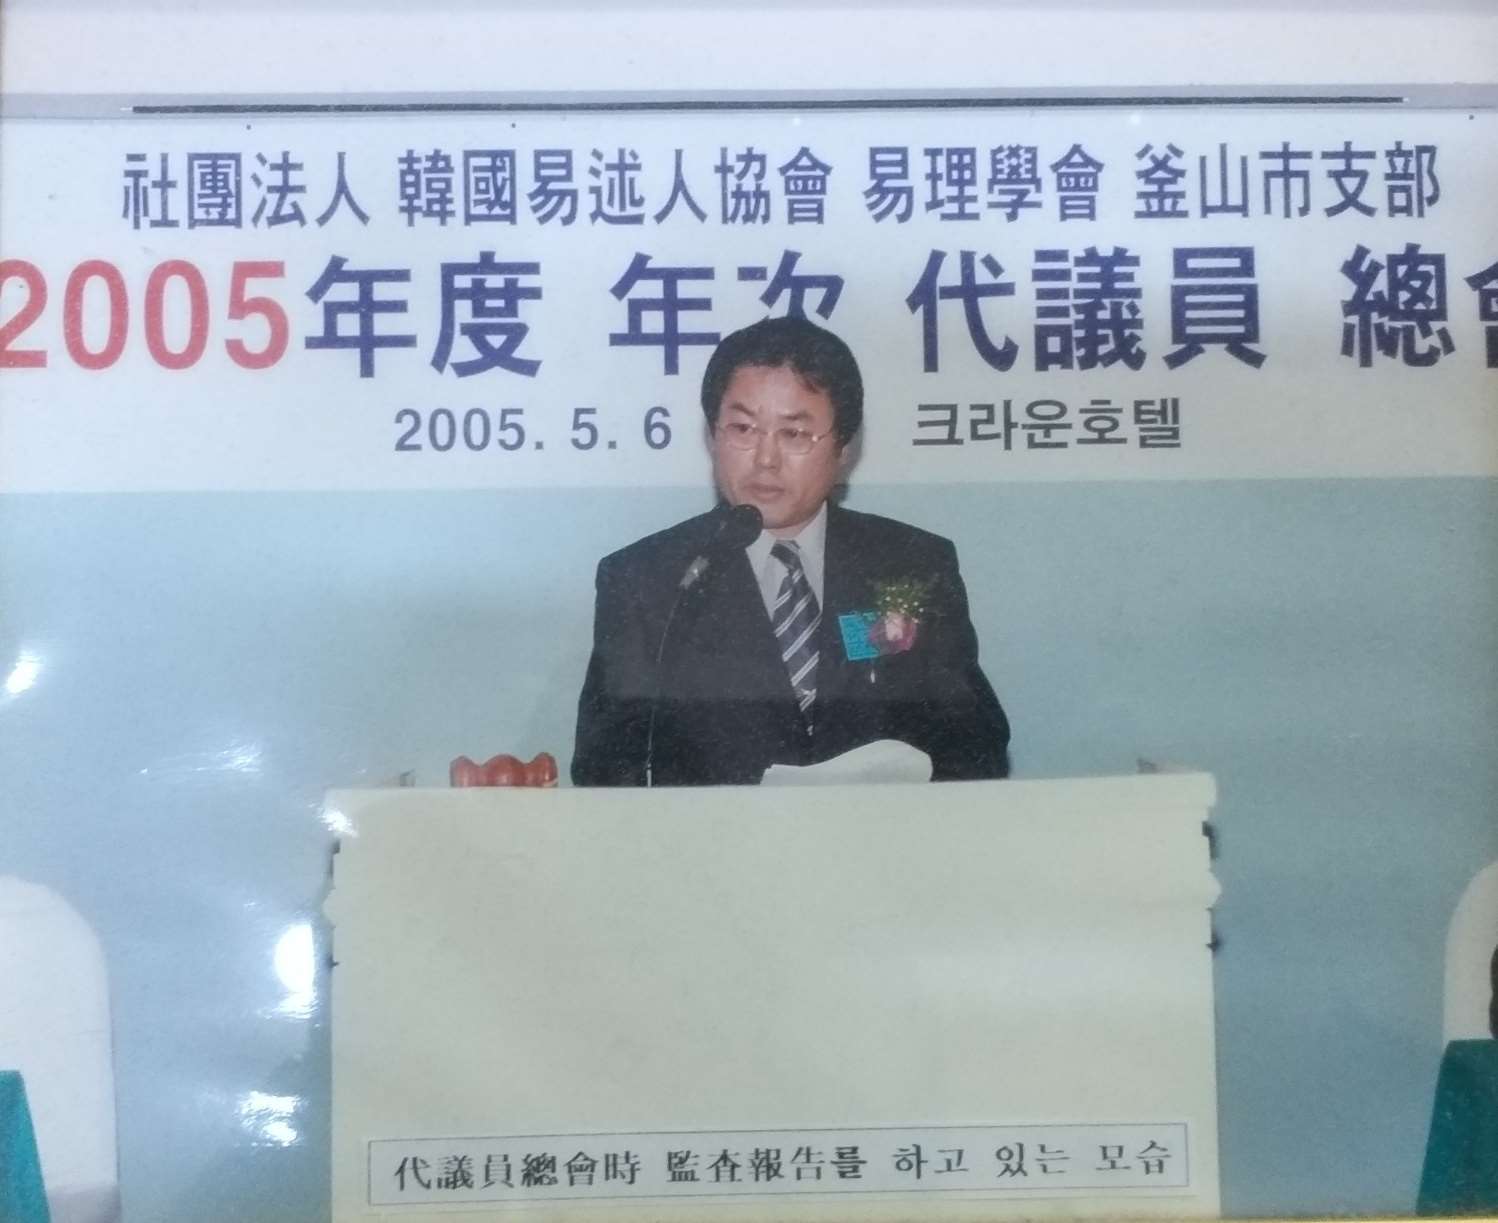 社團法人 韓國易述人協會 易理學會 釜山市支部
2005年度 年次 代議員 總會
2005. 5. 6 크라운호텔
代議員總會時 監査報告를 하고 있는 모습